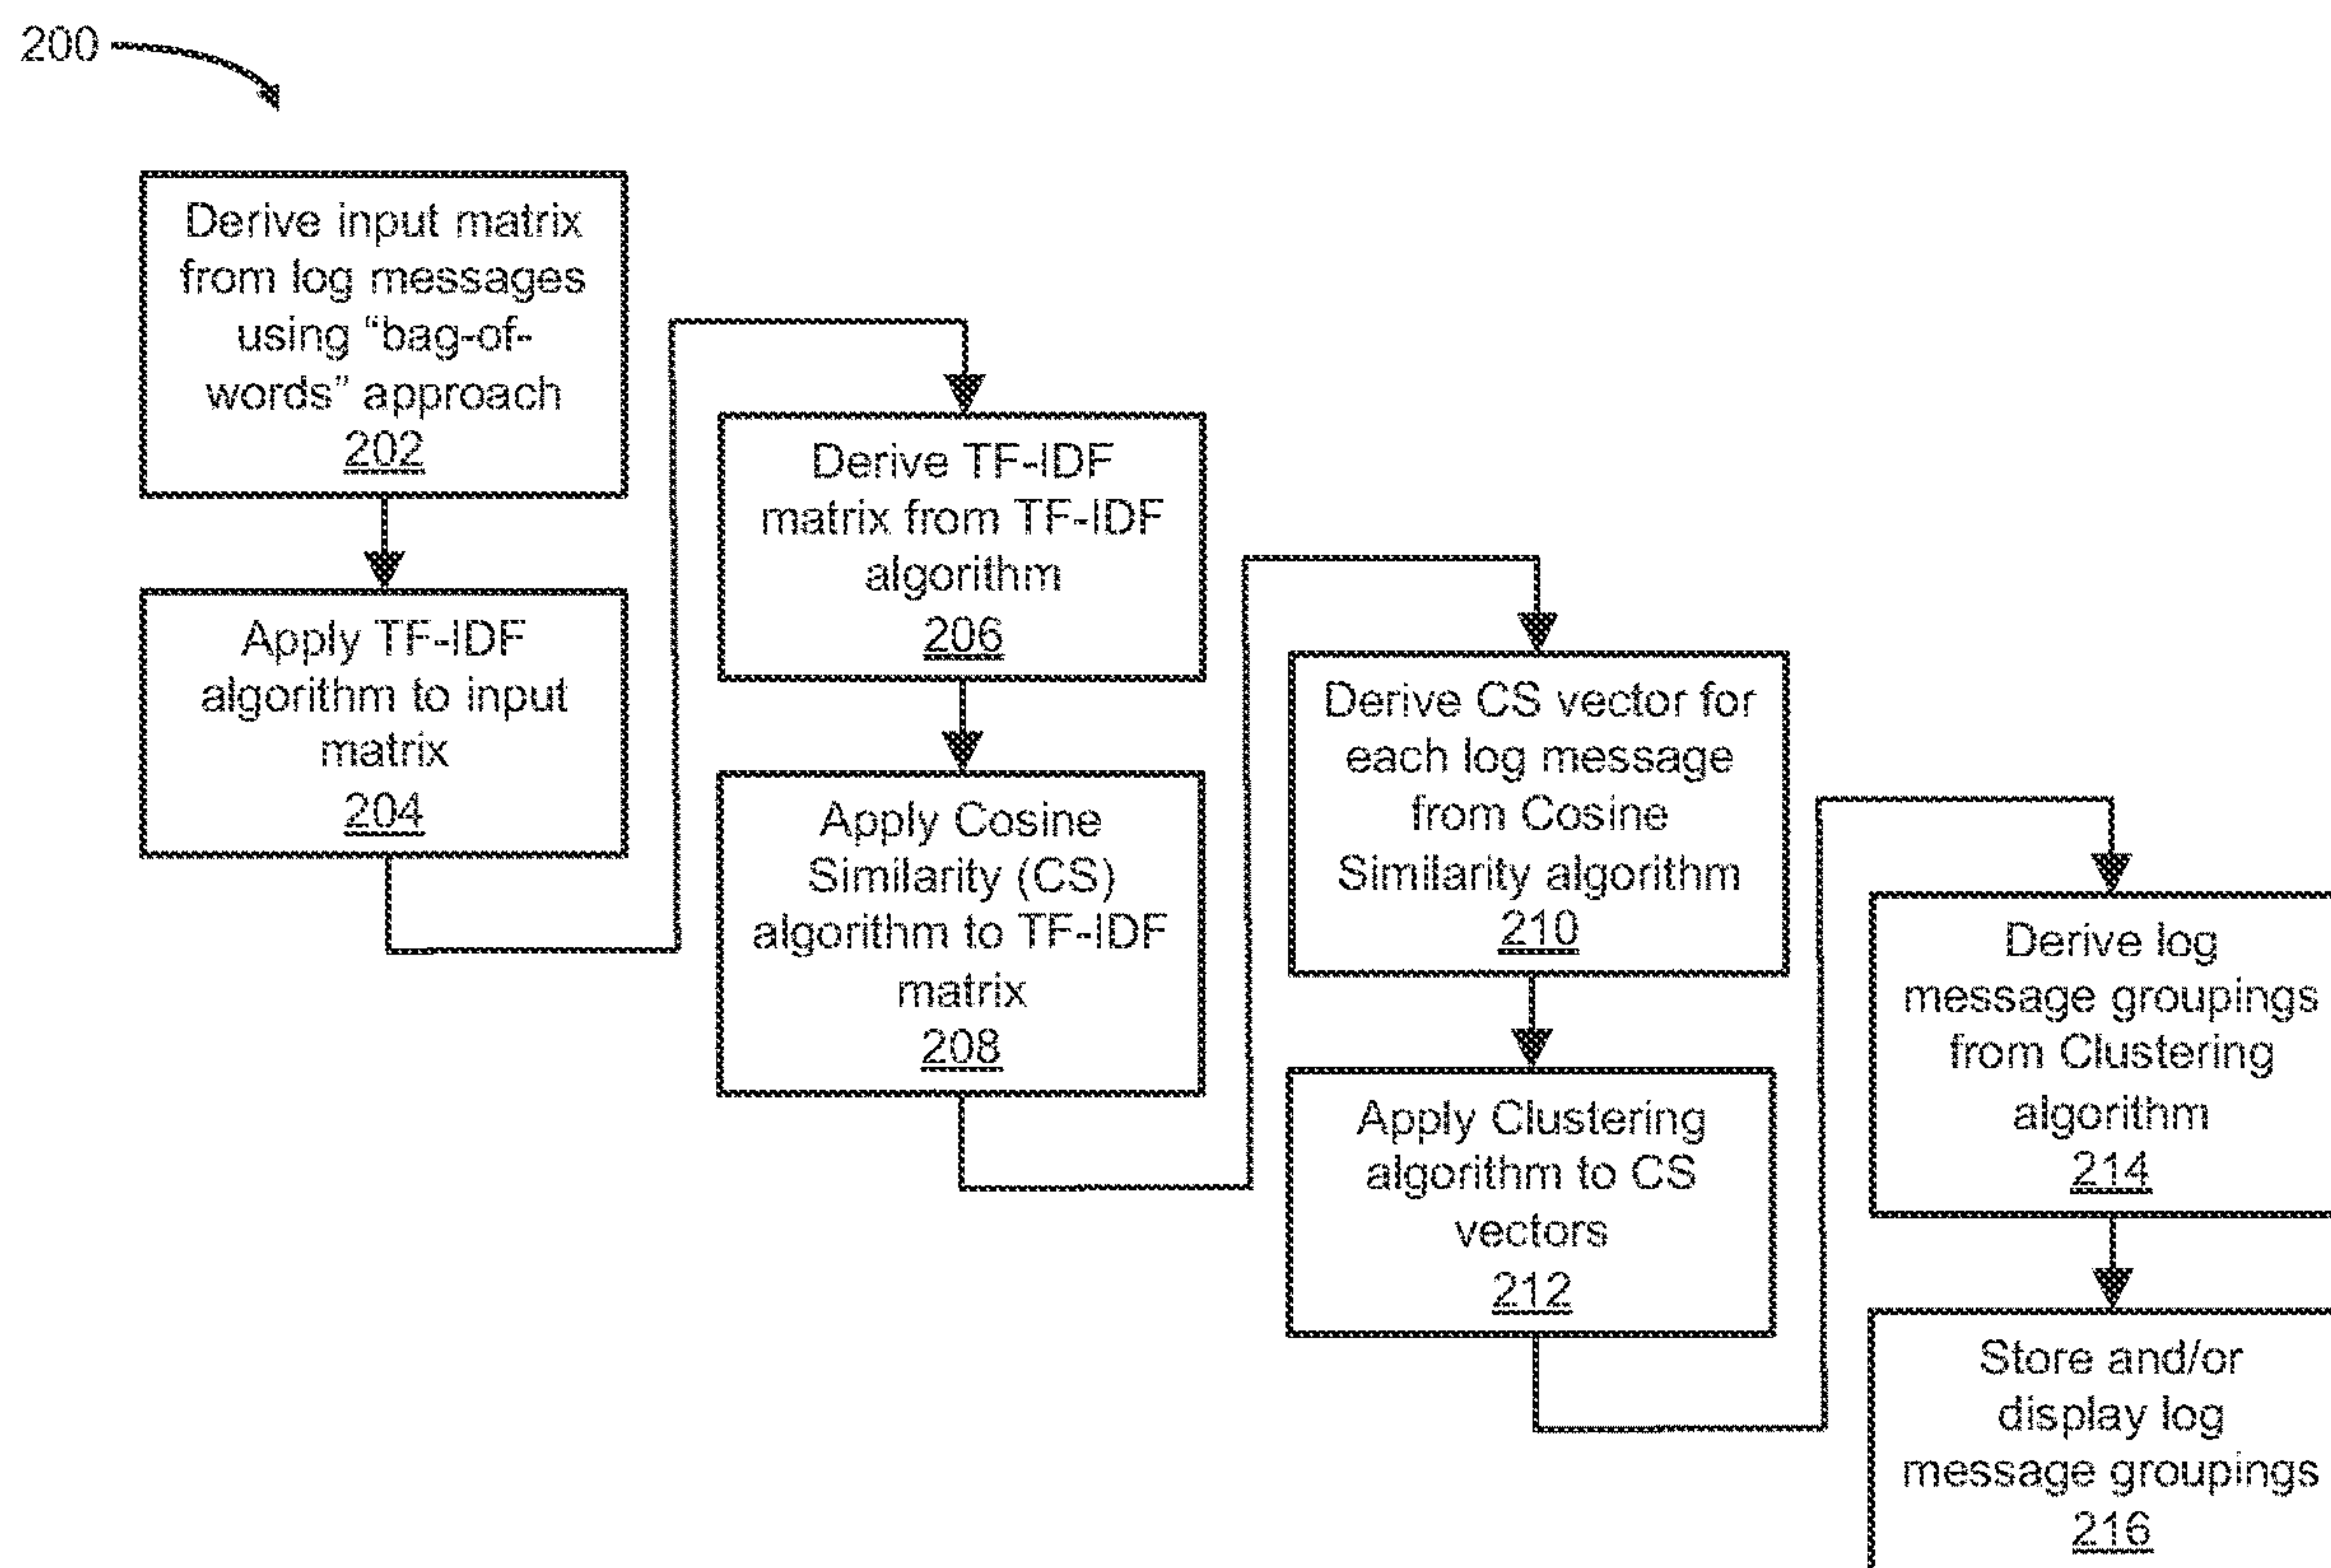 200
Derive input matrix
from log messages
using “bag-of-
words” approach
202
Apply TF-IDF
algorithm to input
matrix
204
Derive TF-IDF
matrix from TF-IDF
algorithm
206
Apply Cosine
Similarity (CS)
algorithm to TF-IDF
matrix
208
Derive CS vector for
each log message
from Cosine
Similarity algorithm
210
Apply Clustering
algorithm to CS
vectors
212
Derive log
message groupings
from Clustering
algorithm
214
Store and/or
display log
message groupings
216